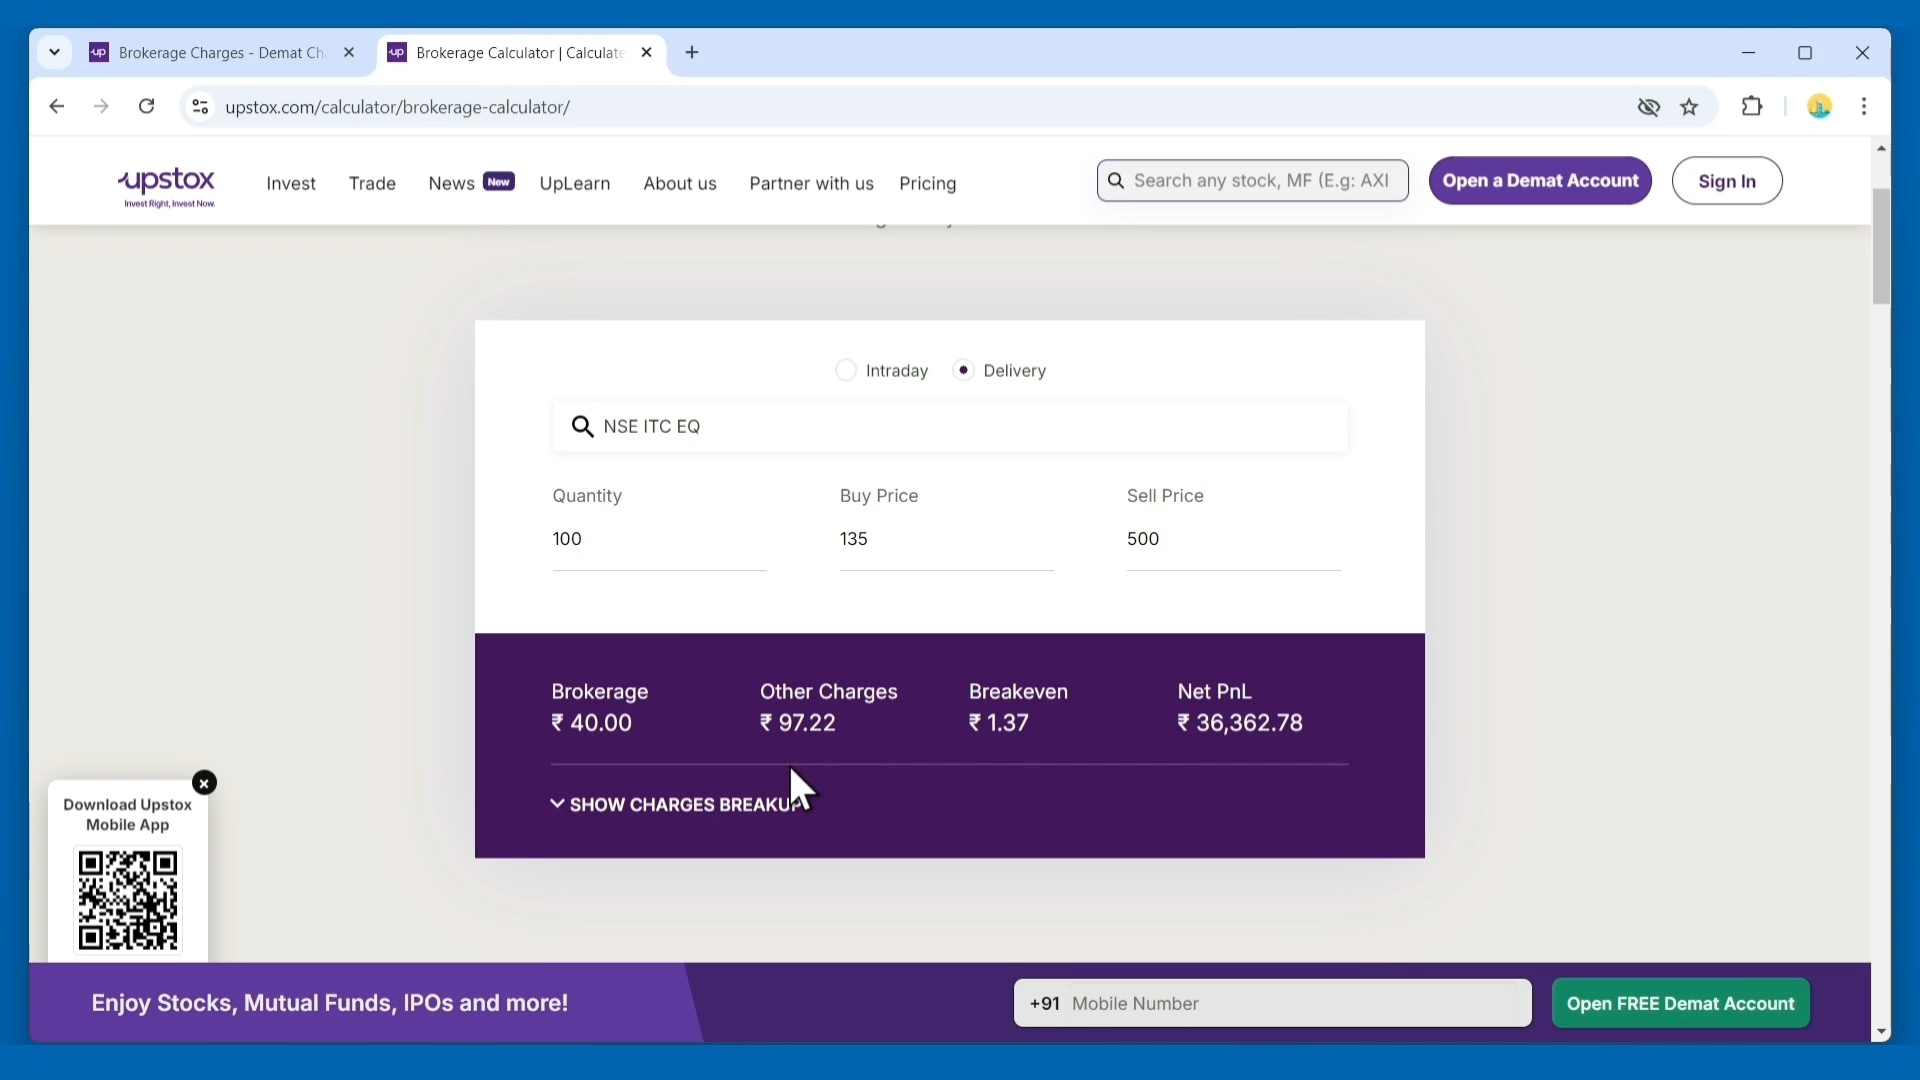 Brokerage Charges - Demat Ch
Brokerage Calculator | Calculate
upstox.com/calculator/brokerage-calculator/
upstox
Invest Right, Invest Now.
Invest
Trade
News
New
UpLearn
About us
Partner with us
Pricing
Search any stock, MF (E.g: AXI
Open a Demat Account
Sign In
Intraday
Delivery
NSE ITC EQ
Quantity
Buy Price
Sell Price
100
135
500
Brokerage
Other Charges
Breakeven
Net PnL
₹ 40.00
₹ 97.22
₹ 1.37
₹ 36,362.78
SHOW CHARGES BREAKUP
Download Upstox
Mobile App
Enjoy Stocks, Mutual Funds, IPOs and more!
+91 Mobile Number
Open FREE Demat Account